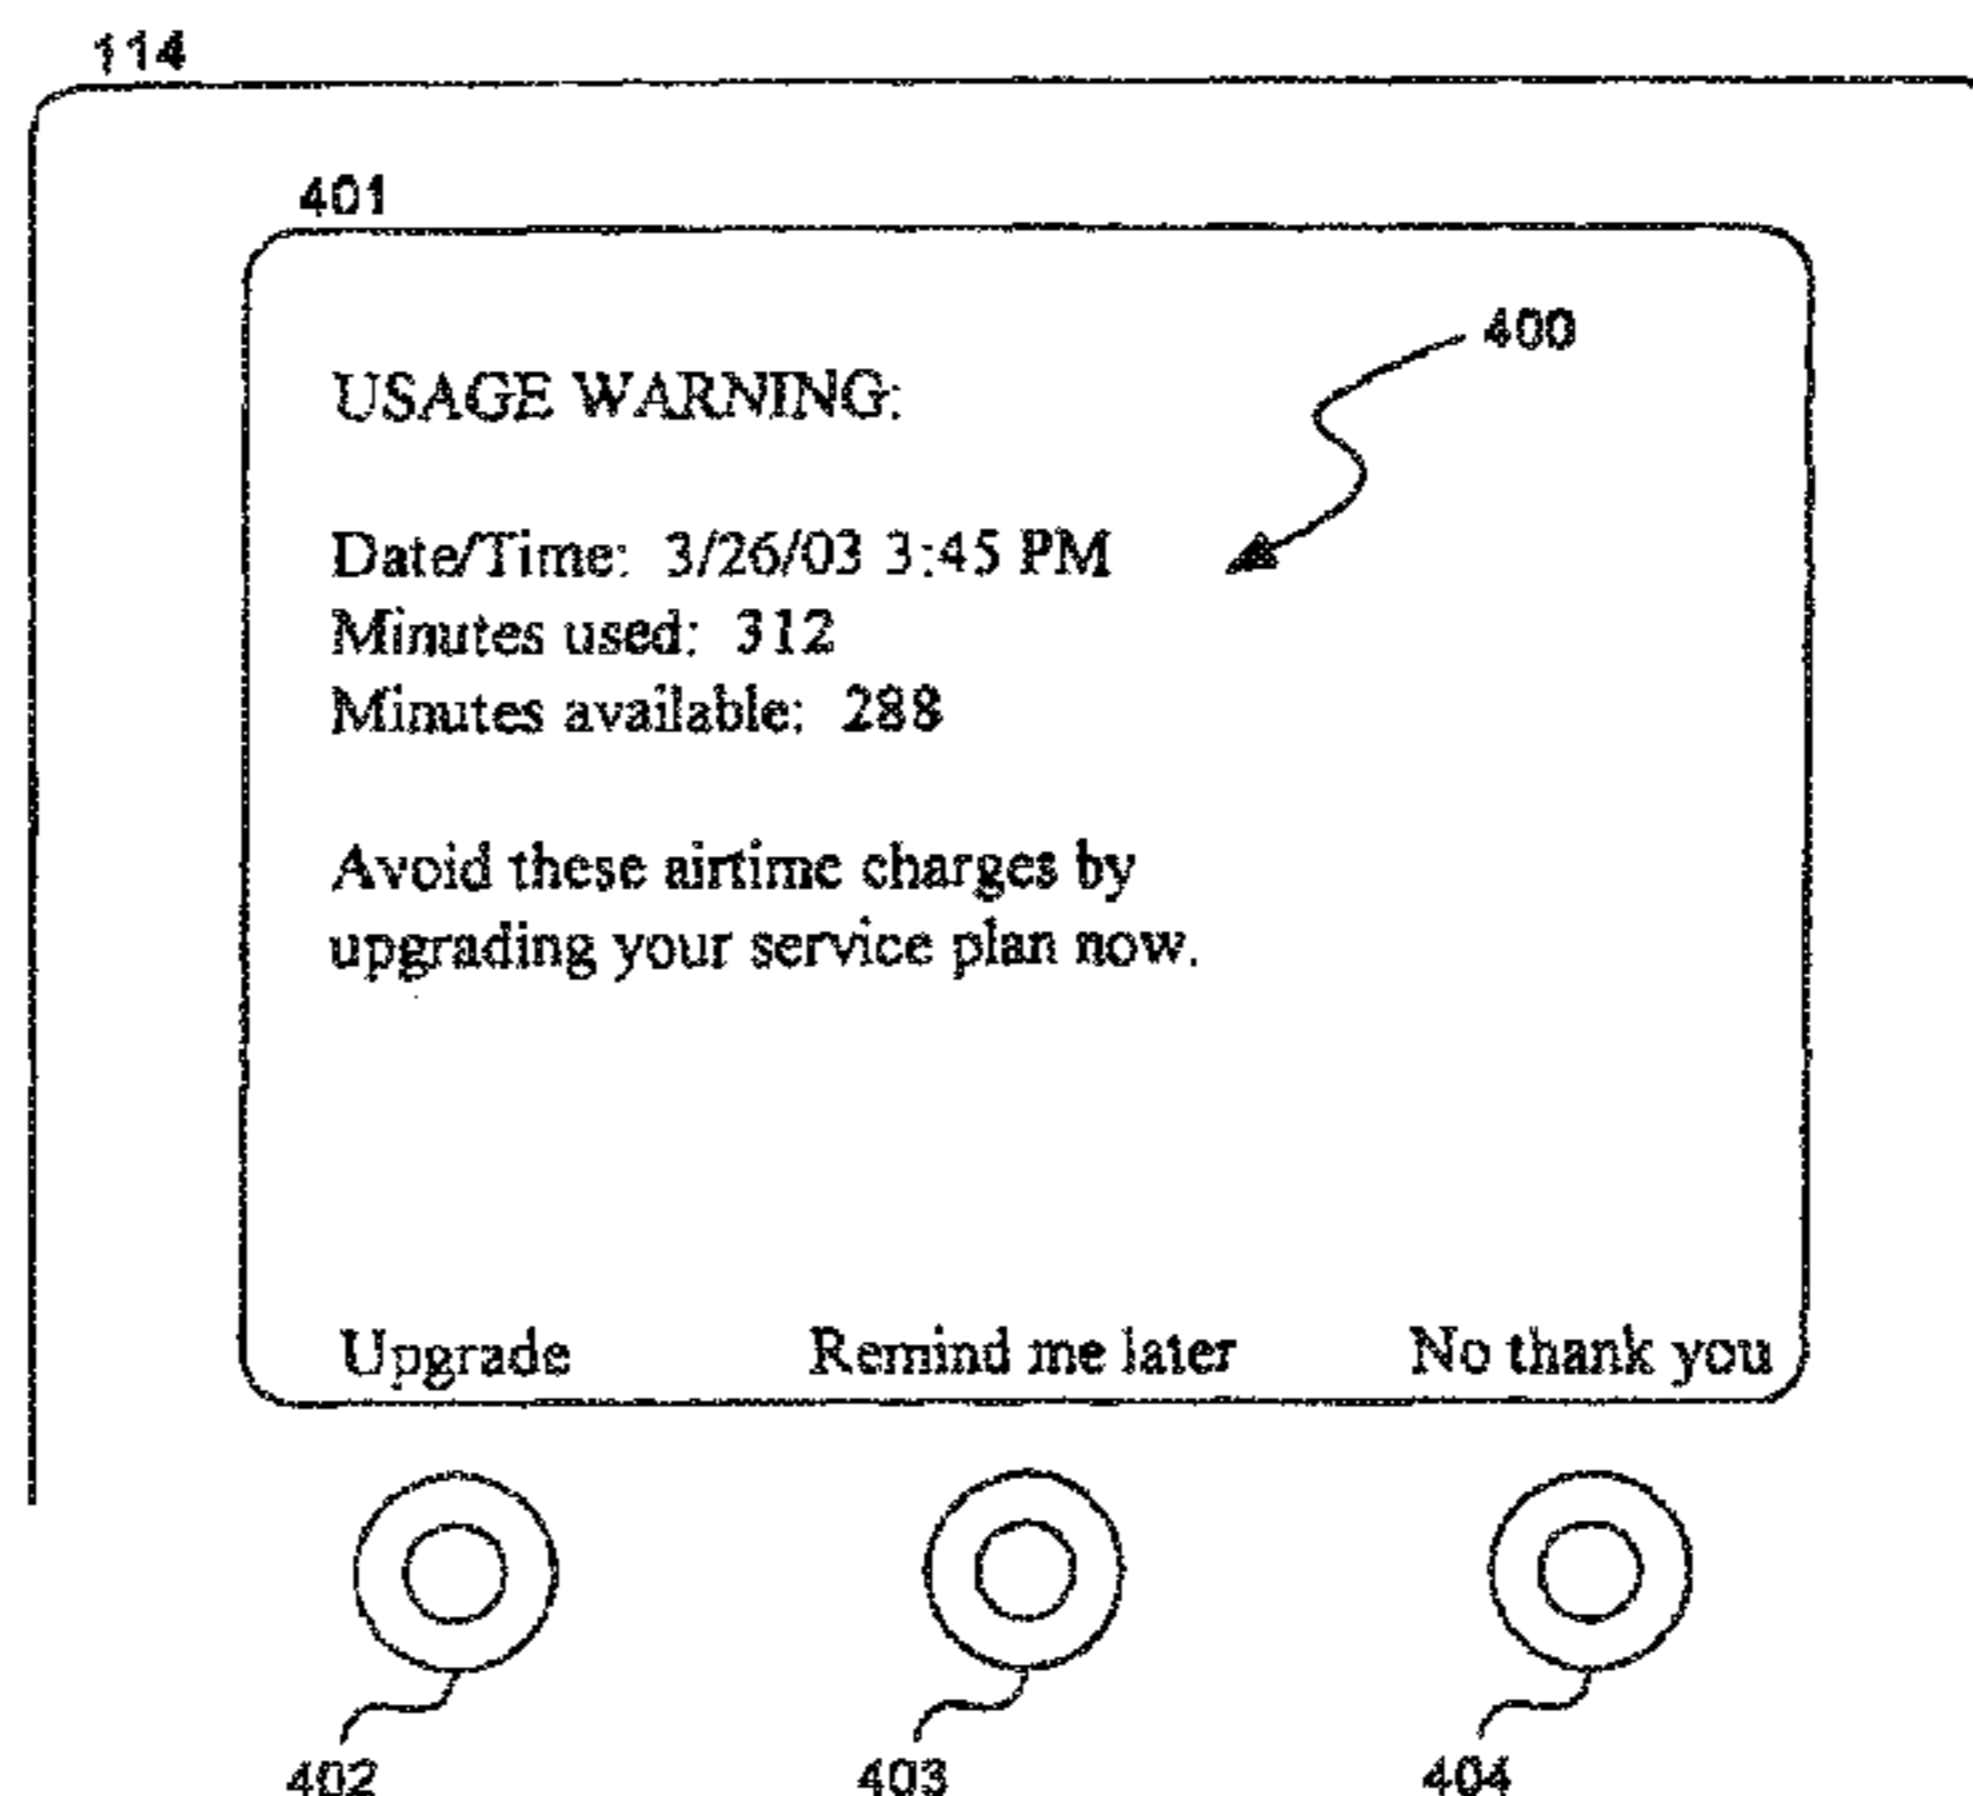 114
401
400
USAGE WARNING:
Date/Time: 3/26/03 3:45 PM
Minutes used: 312
Minutes available: 288
Avoid these airtime charges by
upgrading your service plan now.
Upgrade Remind me later No thank you
402 403 404